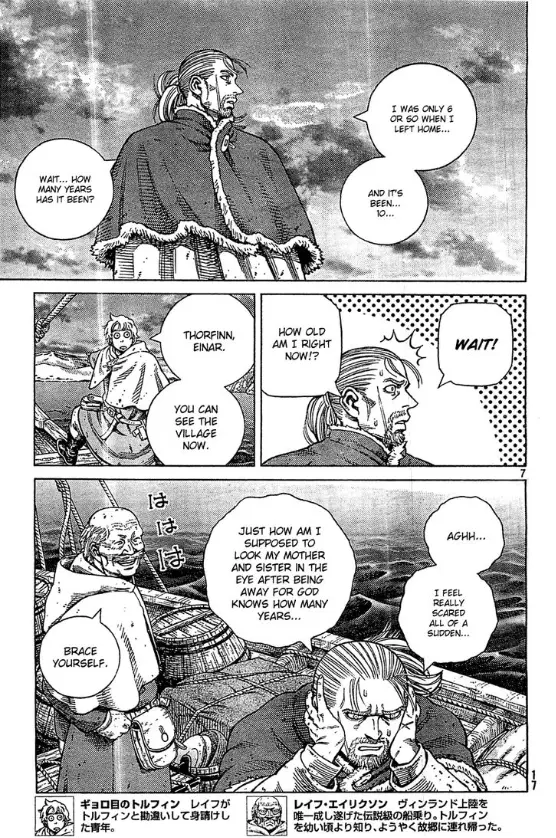 I WAS ONLY 6
OR SO WHEN I
LEFT HOME...
AND IT'S
BEEN...
10...
WAIT... HOW
MANY YEARS
HAS IT BEEN?
WAIT!
HOW OLD
AM I RIGHT
NOW!?
THORFINN,
EINAR.
YOU CAN
SEE THE
VILLAGE
NOW.
7
AGHH...
I FEEL
REALLY
SCARED
ALL OF A
SUDDEN...
JUST HOW AM I
SUPPOSED TO
LOOK MY MOTHER
AND SISTER IN
THE EYE AFTER BEING
AWAY FOR GOD
KNOWS HOW MANY
YEARS...
は
は
は
BRACE
YOURSELF.
17
ギョロ目のトルフィン レイフが
トルフィンと勘違いして身請けし
た青年。
レイフ・エイリクソン ヴィンランド上陸を
唯一成し遂げた伝説級の船乗り。トルフィン
を幼い頃より知り、ようやく故郷に連れ帰った。